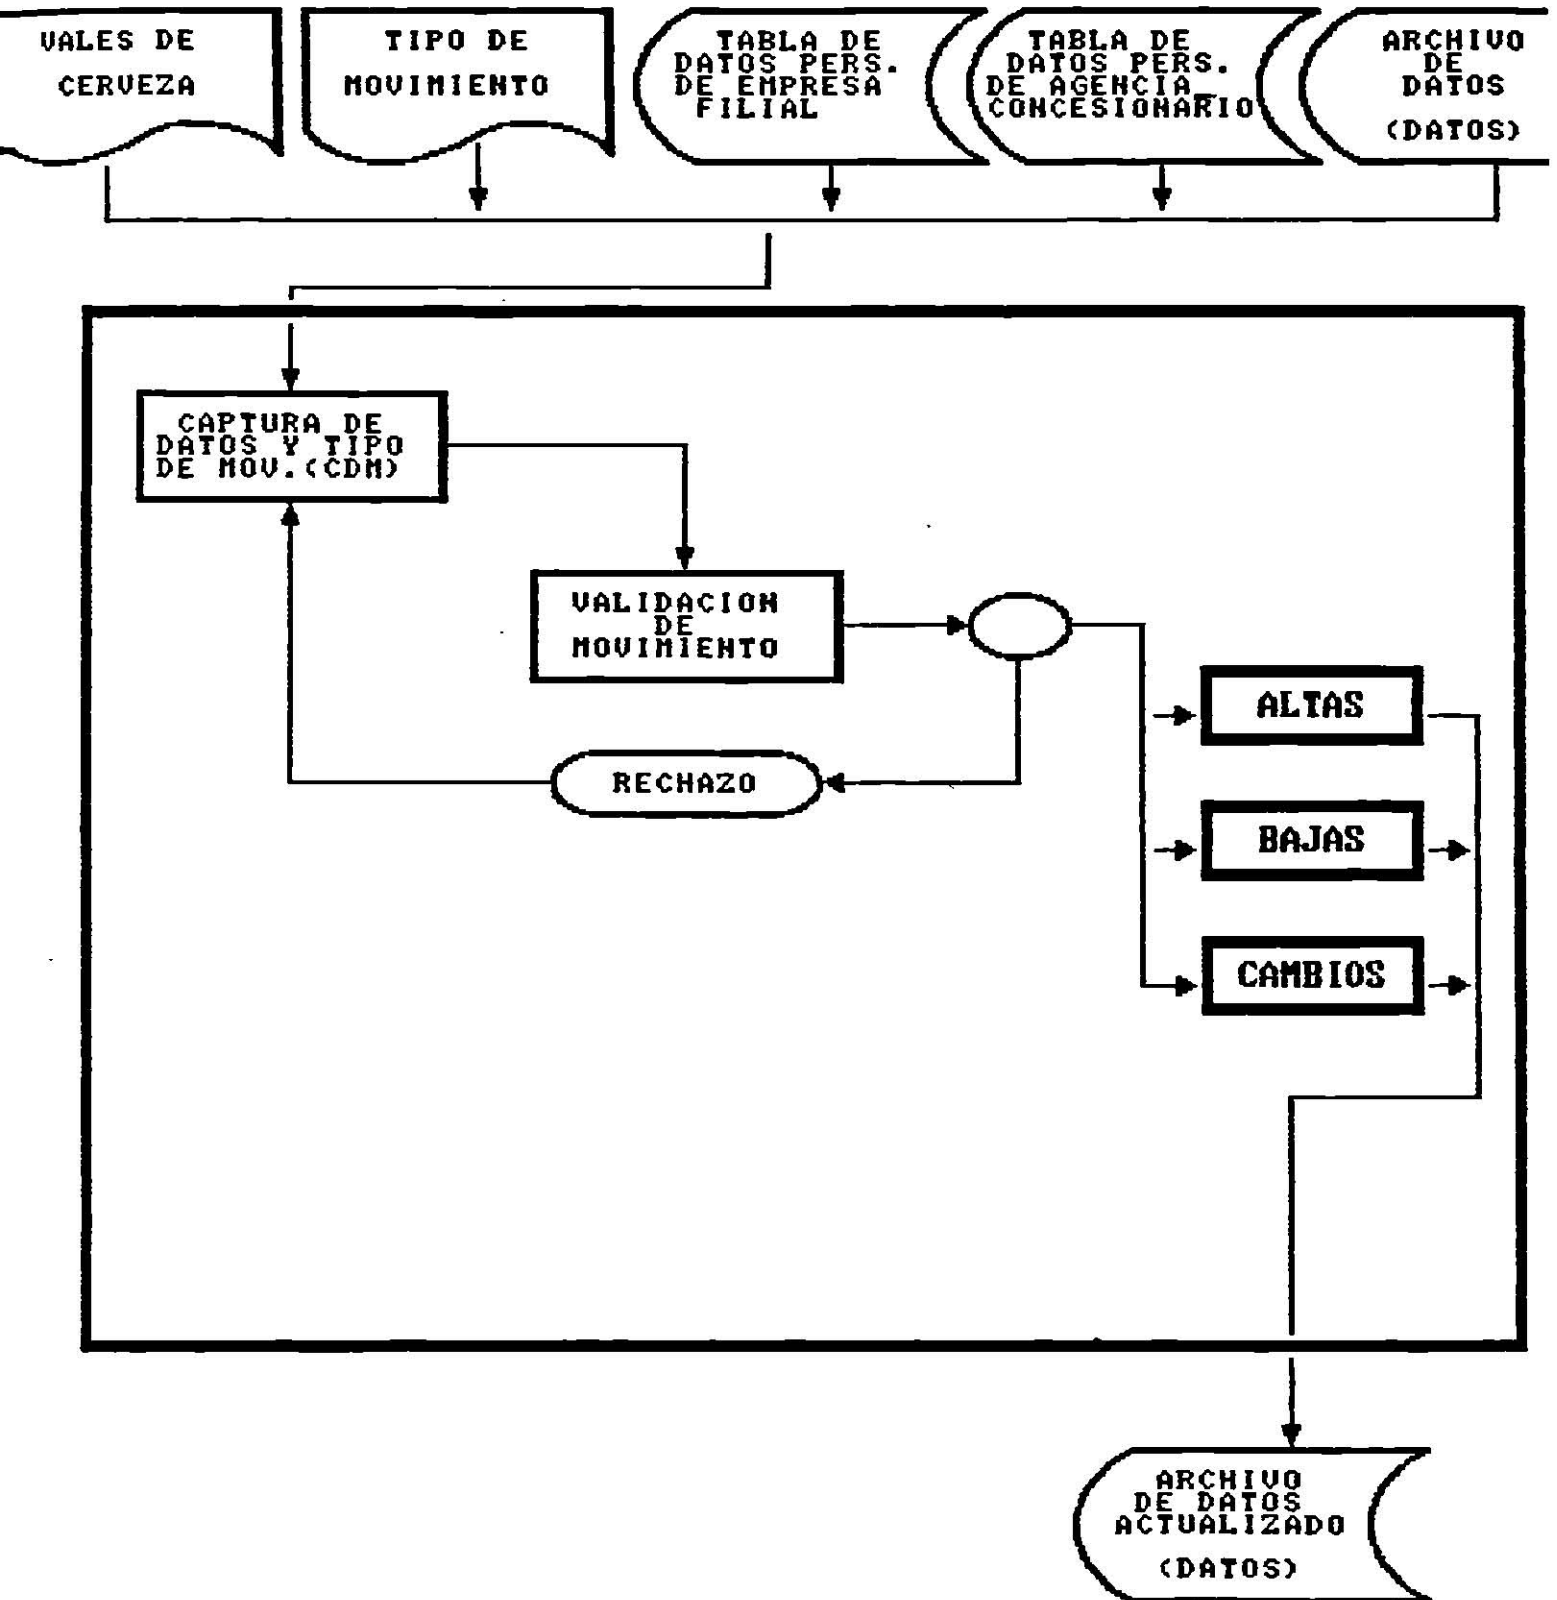 VALES DE
CERVEZA
TIPO DE
MOVIMIENTO
TABLA DE
DATOS PERS.
DE EMPRESA
FILIAL
TABLA DE
DATOS PERS.
DE AGENCIA_
CONCESIONARIO
ARCHIVO
DE
DATOS
(DATOS)
CAPTURA DE
DATOS Y TIPO
DE MOV.(CDM)
VALIDACION
DE
MOVIMIENTO
ALTAS
RECHAZO
BAJAS
CAMBIOS
ARCHIVO
DE DATOS
ACTUALIZADO
(DATOS)